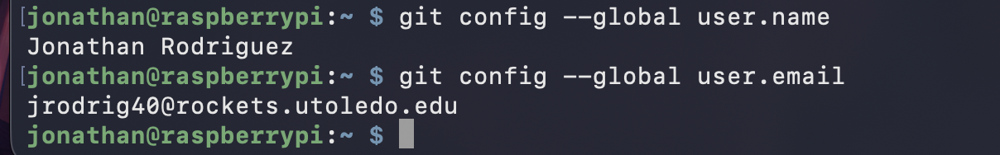 [jonathan@raspberrypi:~ $ git config --global user.name
Jonathan Rodriguez
[jonathan@raspberrypi:~ $ git config --global user.email
jrodrig40@rockets.utoledo.edu
jonathan@raspberrypi:~ $